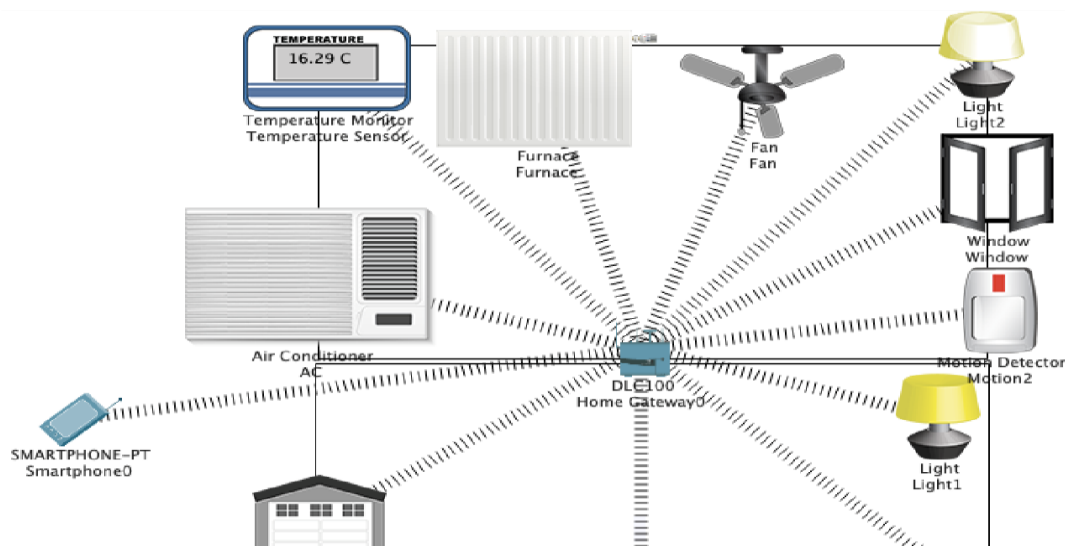 TEMPERATURE
16.29 C
Temperature Monitor
Temperature Sensor
Furnace
Furnace
Fan
Fan
Light
Light2
Window
Window
Air Conditioner
AC
DLC100
Home Gateway0
Motion Detector
Motion2
SMARTPHONE-PT
Smartphone0
Light
Light1